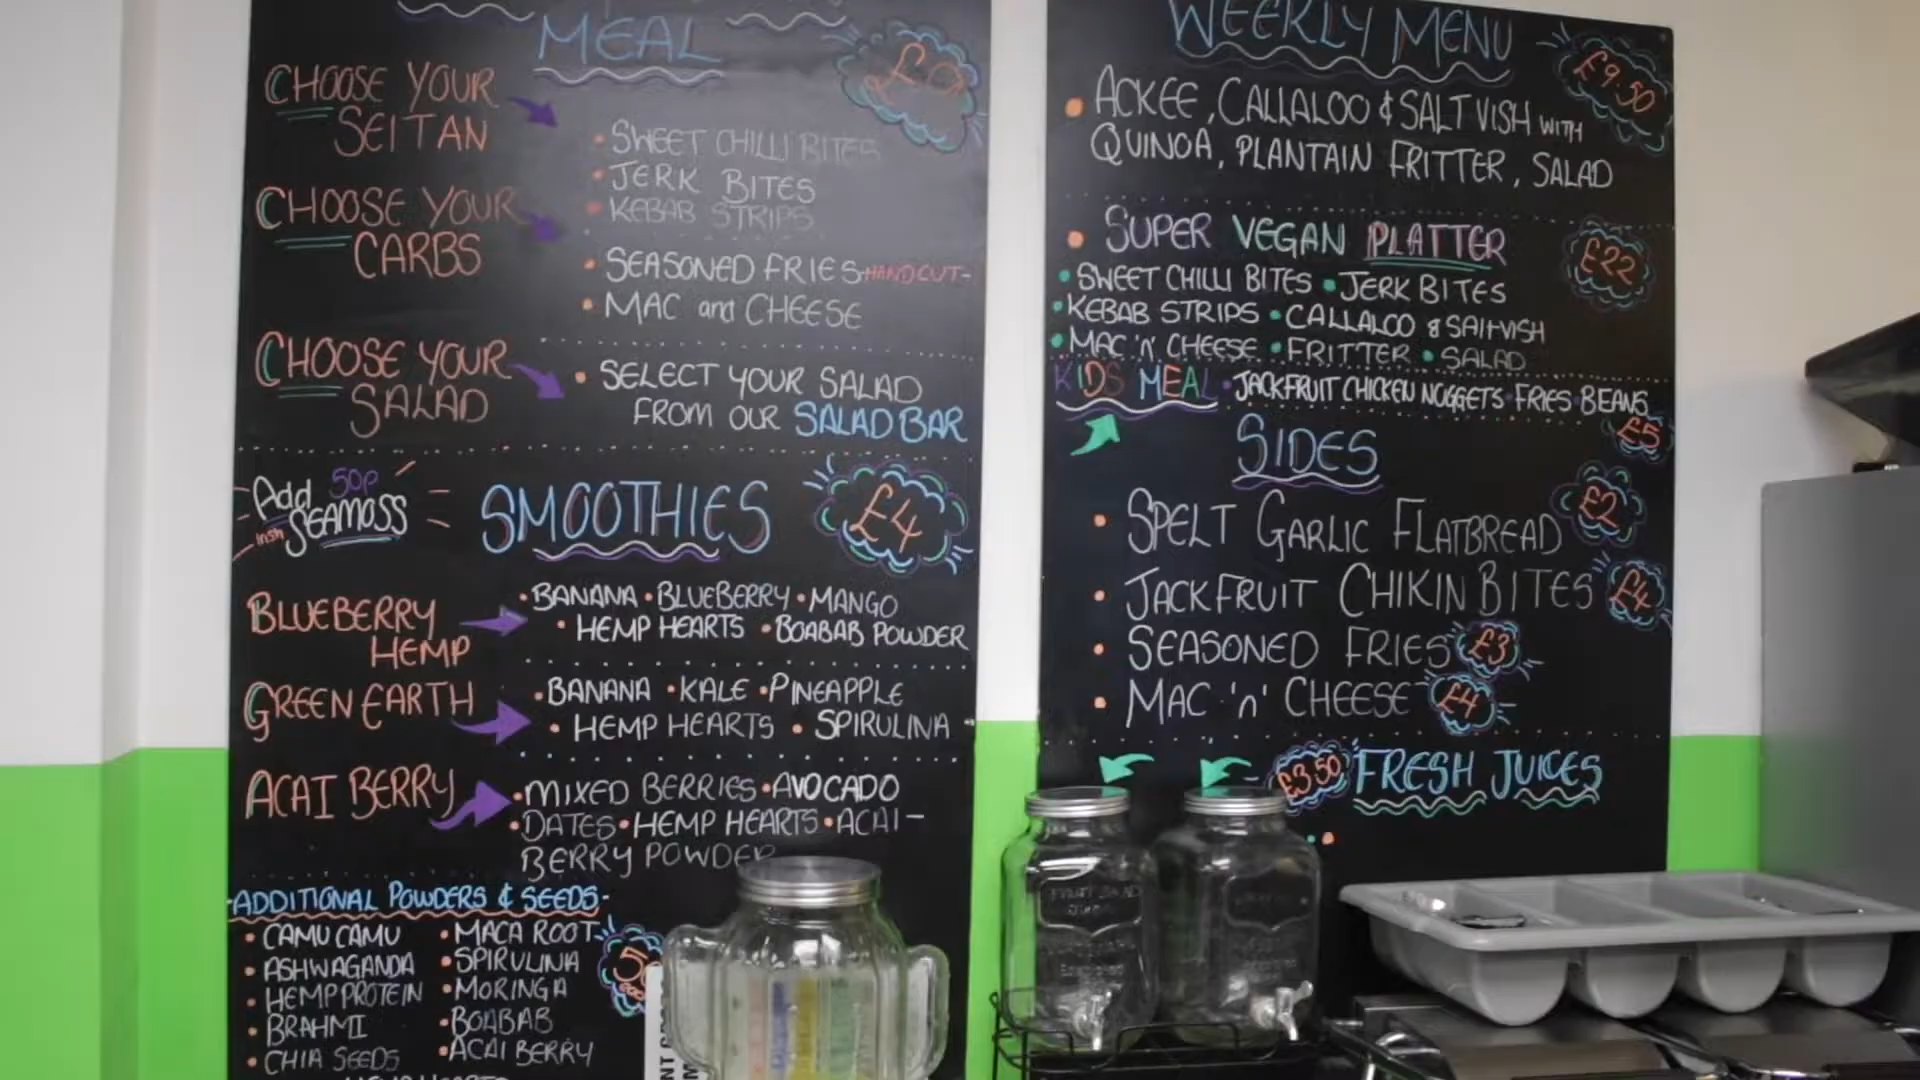 MEAL
CHOOSE YOUR
SEITAN
• SWEET CHILLI BITES
• JERK BITES
• KEBAB STRIPS
CHOOSE YOUR
CARBS
• SEASONED FRIES -HANDCUT-
• MAC and CHEESE
CHOOSE YOUR
SALAD
• SELECT YOUR SALAD
FROM OUR SALAD BAR
Add 50p
SEAMOSS
SMOOTHIES £4
BLUEBERRY
HEMP
• BANANA • BLUEBERRY • MANGO
• HEMP HEARTS • BOABAB POWDER
GREEN EARTH
• BANANA • KALE • PINEAPPLE
• HEMP HEARTS • SPIRULINA
ACAI BERRY
• MIXED BERRIES • AVOCADO
• DATES • HEMP HEARTS • ACAI-
BERRY POWDER
-ADDITIONAL POWDERS & SEEDS-
• CAMU CAMU
• ASHWAGANDA
• HEMP PROTEIN
• BRAHMI
• CHIA SEEDS
• MACA ROOT
• SPIRULINA
• MORINGA
• BOABAB
• ACAI BERRY
WEEKLY MENU
£9.50
• ACKEE, CALLALOO & SALTVISH WITH
QUINOA, PLANTAIN FRITTER, SALAD
• SUPER VEGAN PLATTER £22
• SWEET CHILLI BITES • JERK BITES
• KEBAB STRIPS • CALLALOO & SALTVISH
• MAC 'N' CHEESE • FRITTER • SALAD
KIDS MEAL • JACKFRUIT CHICKEN NUGGETS • FRIES • BEANS
£5
SIDES
• SPELT GARLIC FLATBREAD £2
• JACKFRUIT CHIKIN BITES £4
• SEASONED FRIES £3
• MAC 'n' CHEESE £4
£3.50 FRESH JUICES